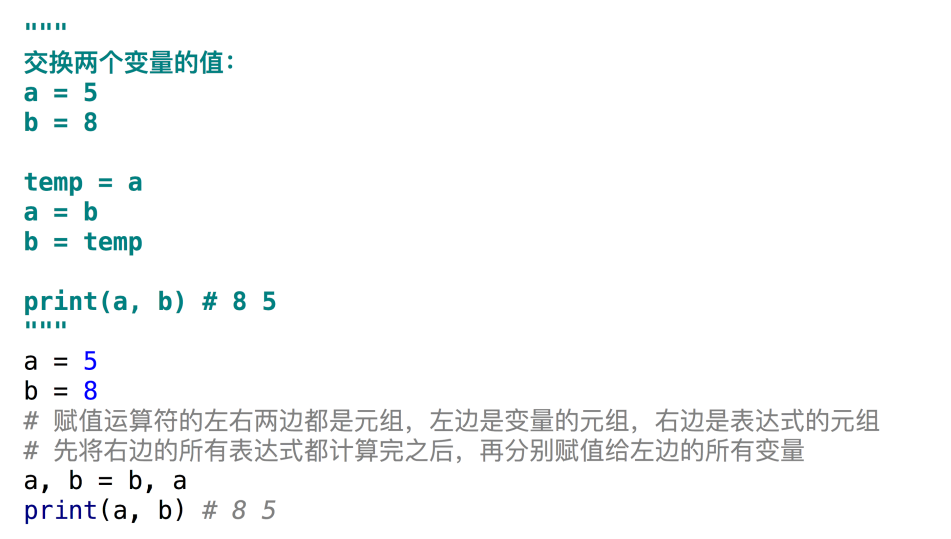 """
交换两个变量的值：
a = 5
b = 8
temp = a
a = b
b = temp
print(a, b) # 8 5
"""
a = 5
b = 8
# 赋值运算符的左右两边都是元组，左边是变量的元组，右边是表达式的元组
# 先将右边的所有表达式都计算完之后，再分别赋值给左边的所有变量
a, b = b, a
print(a, b) # 8 5